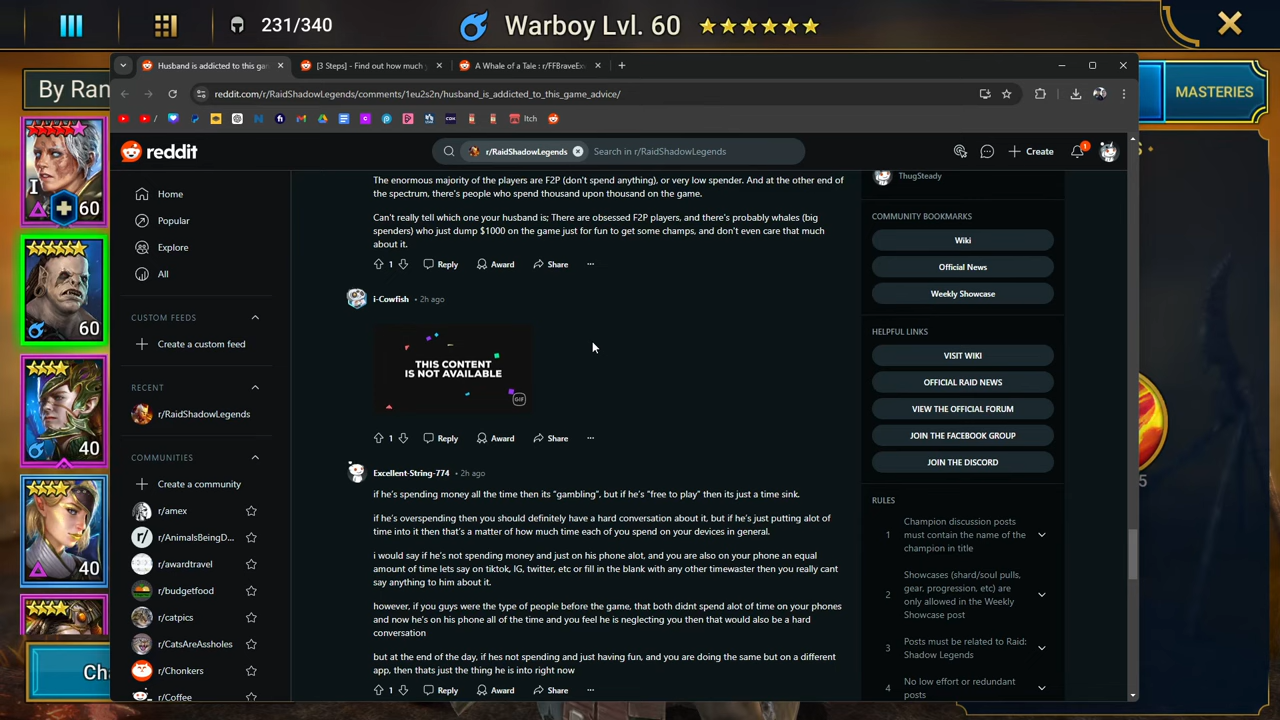 231/340
Warboy Lvl. 60
By Ran
MASTERIES
60
60
40
40
Ch
Husband is addicted to this ga
[3 Steps] - Find out how much
A Whale of a Tale : r/FFBraveEx
reddit.com/r/RaidShadowLegends/comments/1eu2s2n/husband_is_addicted_to_this_game_advice/
Itch
reddit
r/RaidShadowLegends
Search in r/RaidShadowLegends
Create
1
Home
Popular
Explore
All
CUSTOM FEEDS
Create a custom feed
RECENT
r/RaidShadowLegends
COMMUNITIES
Create a community
r/amex
r/AnimalsBeingD...
r/awardtravel
r/budgetfood
r/catpics
r/CatsAreAssholes
r/Chonkers
r/Coffee
The enormous majority of the players are F2P (don't spend anything), or very low spender. And at the other end of
the spectrum, there's people who spend thousand upon thousand on the game.
Can't really tell which one your husband is; There are obsessed F2P players, and there's probably whales (big
spenders) who just dump $1000 on the game just for fun to get some champs, and don't even care that much
about it.
1 Reply Award Share ...
i-Cowfish • 2h ago
THIS CONTENT
IS NOT AVAILABLE
GIF
1 Reply Award Share ...
Excellent-String-774 • 2h ago
if he's spending money all the time then its "gambling", but if he's "free to play" then its just a time sink.
if he's overspending then you should definitely have a hard conversation about it, but if he's just putting alot of
time into it then that's a matter of how much time each of you spend on your devices in general.
i would say if he's not spending money and just on his phone alot, and you are also on your phone an equal
amount of time lets say on tiktok, IG, twitter, etc or fill in the blank with any other timewaster then you really cant
say anything to him about it.
however, if you guys were the type of people before the game, that both didnt spend alot of time on your phones
and now he's on his phone all of the time and you feel he is neglecting you then that would also be a hard
conversation
but at the end of the day, if hes not spending and just having fun, and you are doing the same but on a different
app, then thats just the thing he is into right now
1 Reply Award Share ...
ThugSteady
COMMUNITY BOOKMARKS
Wiki
Official News
Weekly Showcase
HELPFUL LINKS
VISIT WIKI
OFFICIAL RAID NEWS
VIEW THE OFFICIAL FORUM
JOIN THE FACEBOOK GROUP
JOIN THE DISCORD
RULES
1 Champion discussion posts
must contain the name of the
champion in title
2 Showcases (shard/soul pulls,
gear, progression, etc) are
only allowed in the Weekly
Showcase post
3 Posts must be related to Raid:
Shadow Legends
4 No low effort or redundant
posts